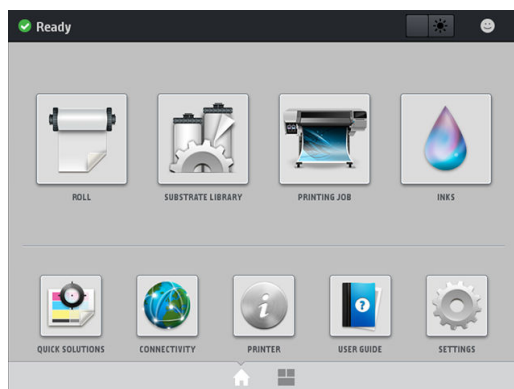 Ready
ROLL
SUBSTRATE LIBRARY
PRINTING JOB
INKS
QUICK SOLUTIONS
CONNECTIVITY
PRINTER
USER GUIDE
SETTINGS